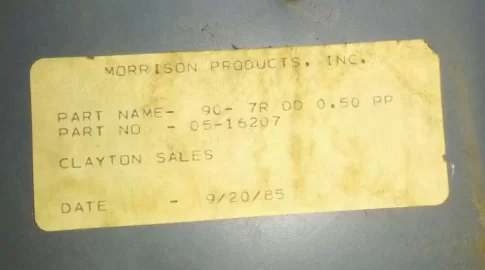 MORRISON PRODUCTS, INC.
PART NAME- 90- 7R DD 0.50 PP
PART NO - 05-16207
CLAYTON SALES
DATE - 9/20/85